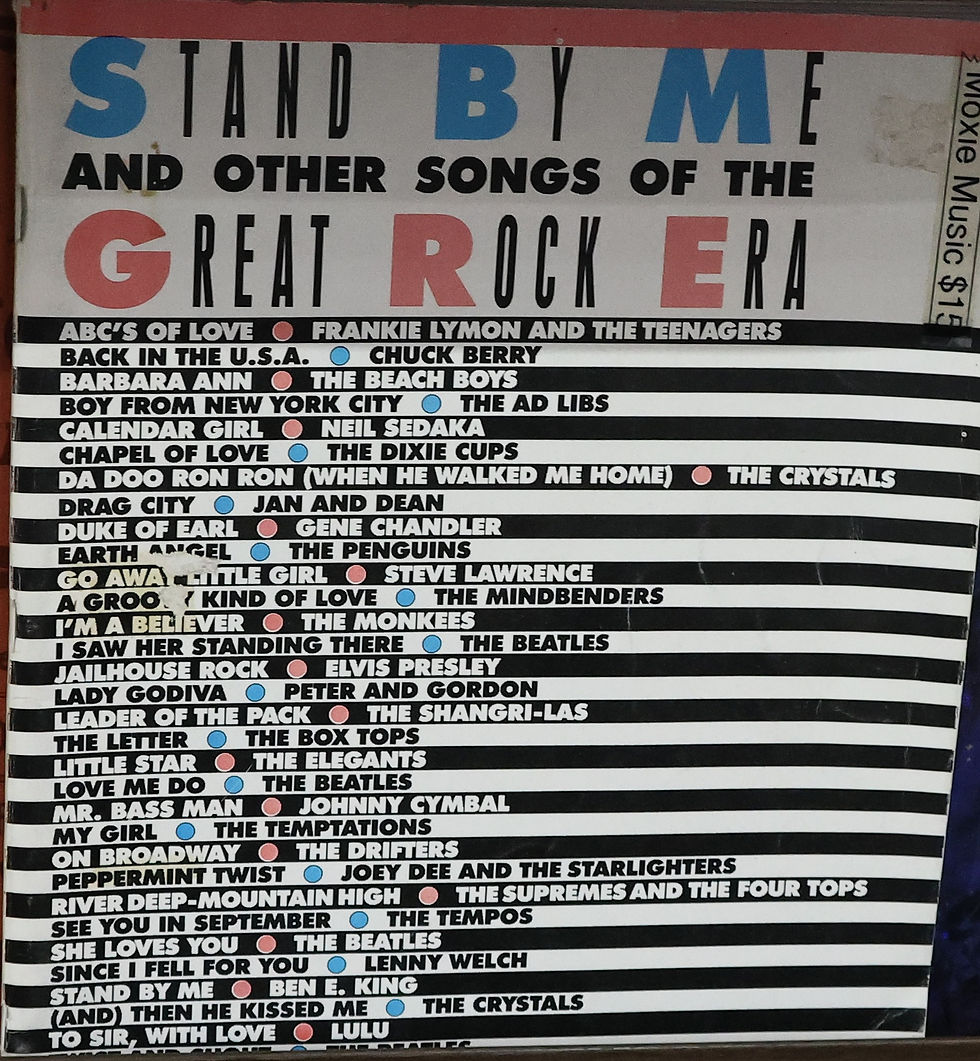 STAND BY ME
AND OTHER SONGS OF THE
GREAT ROCK ERA
3 Moxie Music $15
ABC'S OF LOVE ● FRANKIE LYMON AND THE TEENAGERS
BACK IN THE U.S.A. ● CHUCK BERRY
BARBARA ANN ● THE BEACH BOYS
BOY FROM NEW YORK CITY ● THE AD LIBS
CALENDAR GIRL ● NEIL SEDAKA
CHAPEL OF LOVE ● THE DIXIE CUPS
DA DOO RON RON (WHEN HE WALKED ME HOME) ● THE CRYSTALS
DRAG CITY ● JAN AND DEAN
DUKE OF EARL ● GENE CHANDLER
EARTH ANGEL ● THE PENGUINS
GO AWAY LITTLE GIRL ● STEVE LAWRENCE
A GROOVY KIND OF LOVE ● THE MINDBENDERS
I'M A BELIEVER ● THE MONKEES
I SAW HER STANDING THERE ● THE BEATLES
JAILHOUSE ROCK ● ELVIS PRESLEY
LADY GODIVA ● PETER AND GORDON
LEADER OF THE PACK ● THE SHANGRI-LAS
THE LETTER ● THE BOX TOPS
LITTLE STAR ● THE ELEGANTS
LOVE ME DO ● THE BEATLES
MR. BASS MAN ● JOHNNY CYMBAL
MY GIRL ● THE TEMPTATIONS
ON BROADWAY ● THE DRIFTERS
PEPPERMINT TWIST ● JOEY DEE AND THE STARLIGHTERS
RIVER DEEP-MOUNTAIN HIGH ● THE SUPREMES AND THE FOUR TOPS
SEE YOU IN SEPTEMBER ● THE TEMPOS
SHE LOVES YOU ● THE BEATLES
SINCE I FELL FOR YOU ● LENNY WELCH
STAND BY ME ● BEN E. KING
(AND) THEN HE KISSED ME ● THE CRYSTALS
TO SIR, WITH LOVE ● LULU
TWIST AND SHOUT ● THE BEATLES